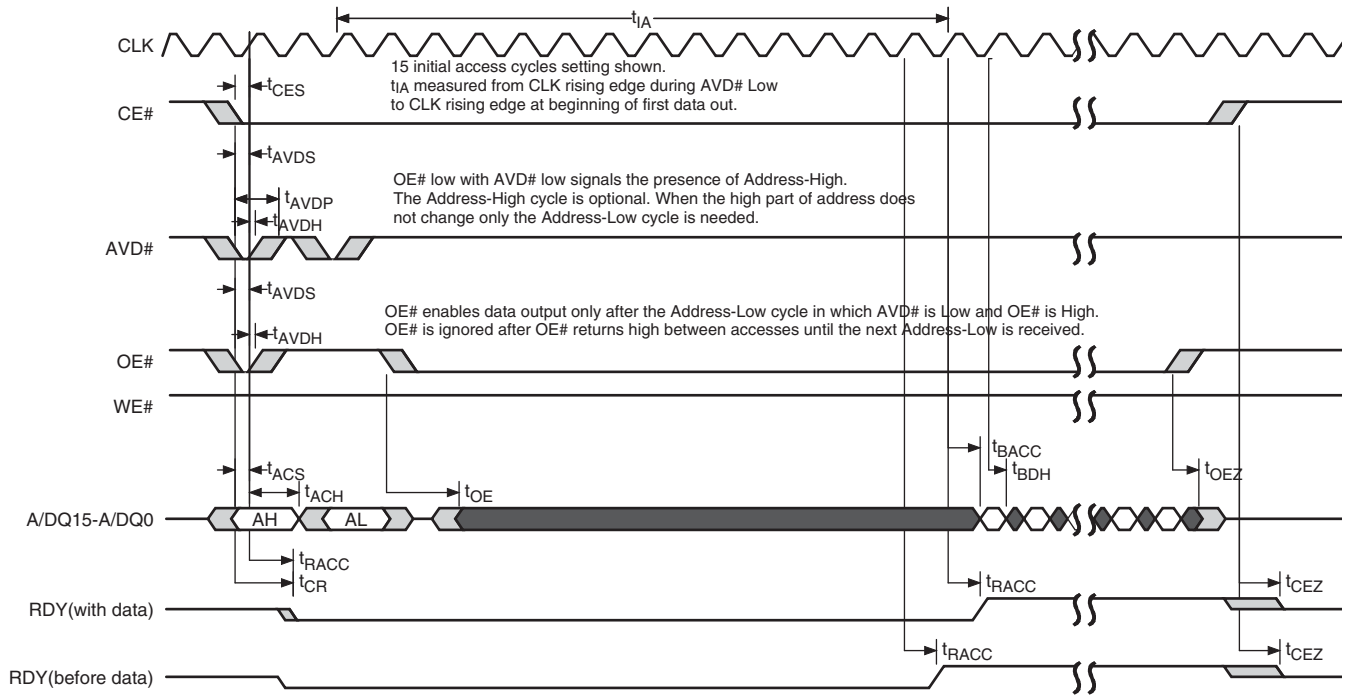 tIA
CLK
15 initial access cycles setting shown.
tIA measured from CLK rising edge during AVD# Low
to CLK rising edge at beginning of first data out.
tCES
CE#
tAVDS
OE# low with AVD# low signals the presence of Address-High.
The Address-High cycle is optional. When the high part of address does
not change only the Address-Low cycle is needed.
tAVDP
tAVDH
AVD#
tAVDS
OE# enables data output only after the Address-Low cycle in which AVD# is Low and OE# is High.
OE# is ignored after OE# returns high between accesses until the next Address-Low is received.
tAVDH
OE#
WE#
tBACC
tACS
tBDH
tOEZ
tACH
tOE
A/DQ15-A/DQ0
AH
AL
tRACC
tCR
tRACC
tCEZ
RDY(with data)
tRACC
tCEZ
RDY(before data)